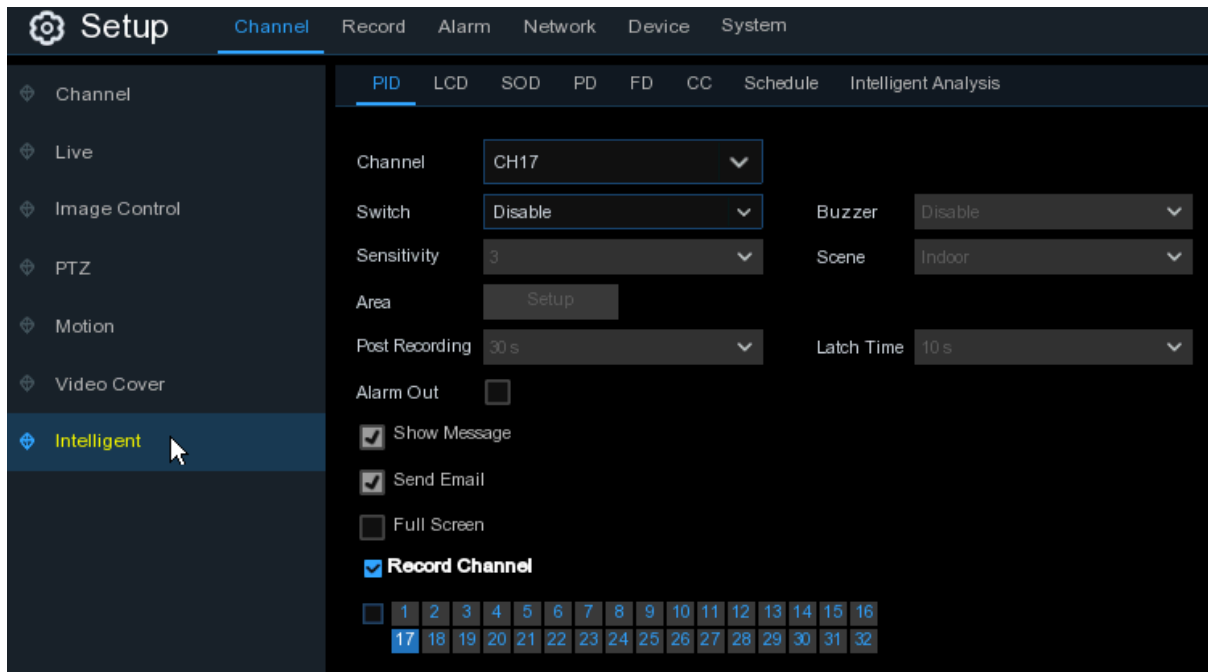 Setup Channel Record Alarm Network Device System
PID LCD SOD PD FD CC Schedule Intelligent Analysis
Channel
Live
Image Control
PTZ
Motion
Video Cover
Intelligent
Channel CH17
Switch Disable Buzzer Disable
Sensitivity 3 Scene Indoor
Area Setup
Post Recording 30 s Latch Time 10 s
Alarm Out
Show Message
Send Email
Full Screen
Record Channel
1 2 3 4 5 6 7 8 9 10 11 12 13 14 15 16
17 18 19 20 21 22 23 24 25 26 27 28 29 30 31 32